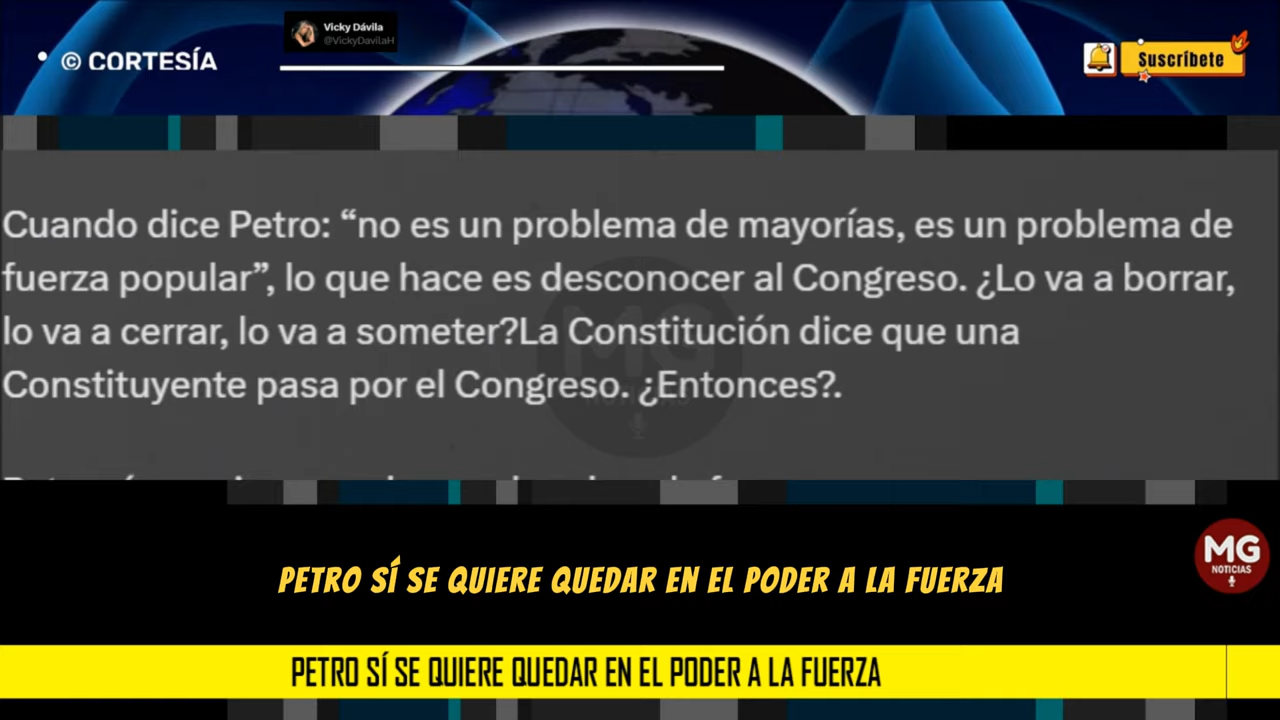 © CORTESÍA
Vicky Dávila
@VickyDavilaH
Suscríbete
Cuando dice Petro: “no es un problema de mayorías, es un problema de
fuerza popular”, lo que hace es desconocer al Congreso. ¿Lo va a borrar,
lo va a cerrar, lo va a someter?La Constitución dice que una
Constituyente pasa por el Congreso. ¿Entonces?.
PETRO SÍ SE QUIERE QUEDAR EN EL PODER A LA FUERZA
MG
NOTICIAS
PETRO SÍ SE QUIERE QUEDAR EN EL PODER A LA FUERZA